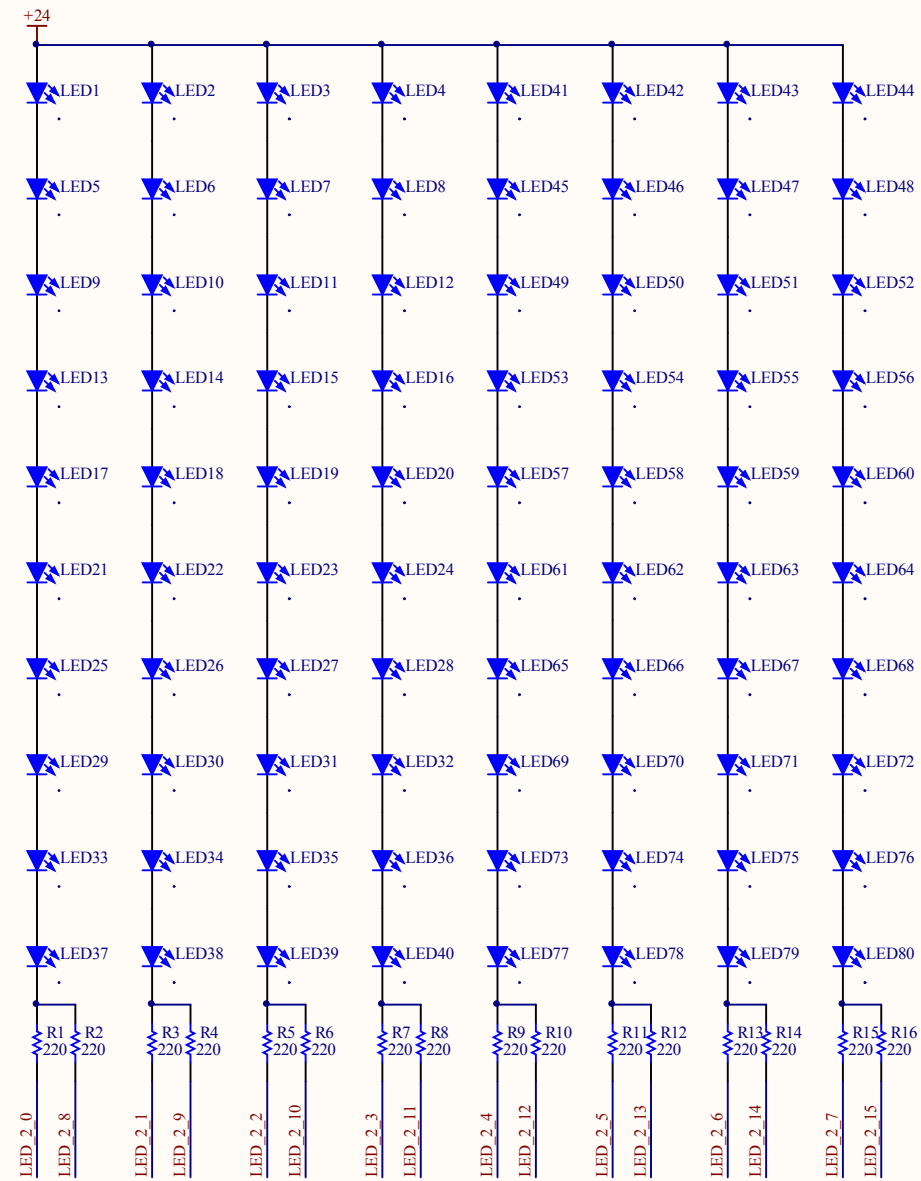 +24
LED1 LED2 LED3 LED4 LED41 LED42 LED43 LED44
LED5 LED6 LED7 LED8 LED45 LED46 LED47 LED48
LED9 LED10 LED11 LED12 LED49 LED50 LED51 LED52
LED13 LED14 LED15 LED16 LED53 LED54 LED55 LED56
LED17 LED18 LED19 LED20 LED57 LED58 LED59 LED60
LED21 LED22 LED23 LED24 LED61 LED62 LED63 LED64
LED25 LED26 LED27 LED28 LED65 LED66 LED67 LED68
LED29 LED30 LED31 LED32 LED69 LED70 LED71 LED72
LED33 LED34 LED35 LED36 LED73 LED74 LED75 LED76
LED37 LED38 LED39 LED40 LED77 LED78 LED79 LED80
R1 R2 R3 R4 R5 R6 R7 R8 R9 R10 R11 R12 R13 R14 R15 R16
220 220 220 220 220 220 220 220 220 220 220 220 220 220 220 220
LED_2_0 LED_2_8 LED_2_1 LED_2_9 LED_2_2 LED_2_10 LED_2_3 LED_2_11 LED_2_4 LED_2_12 LED_2_5 LED_2_13 LED_2_6 LED_2_14 LED_2_7 LED_2_15